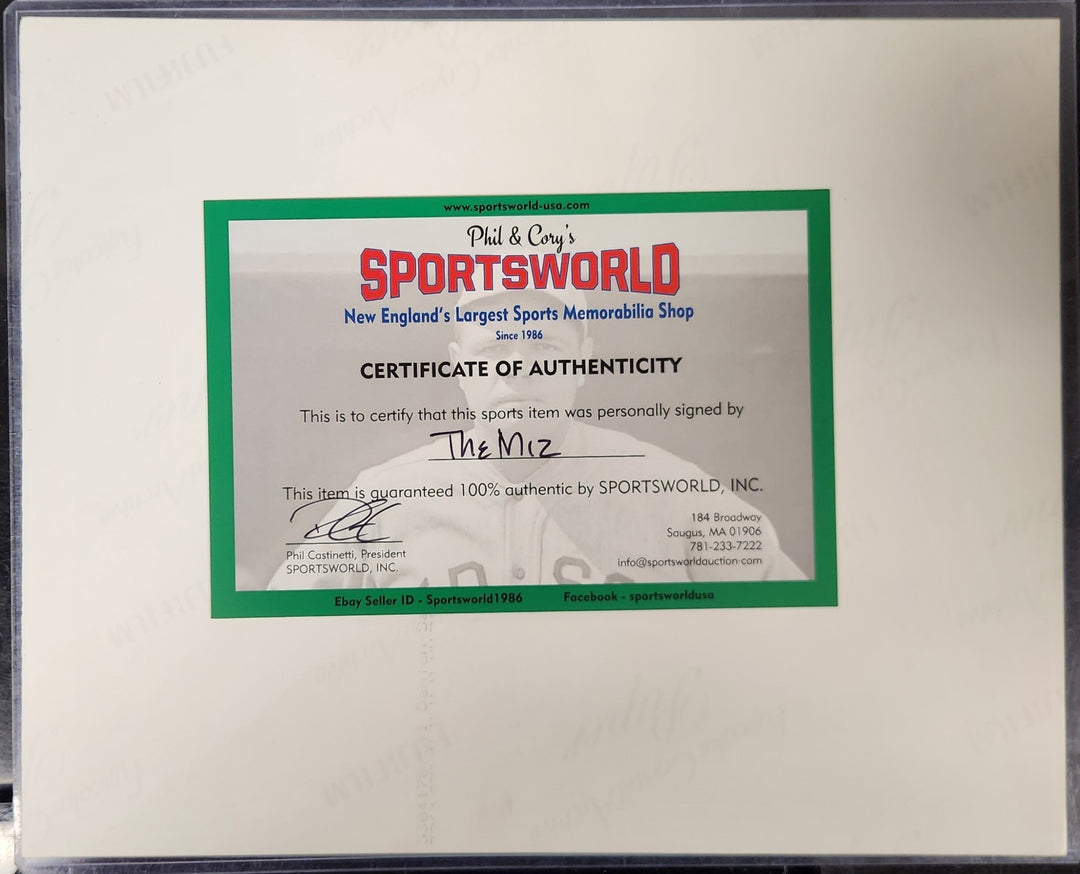 FUJIFILM
www.sportsworld-usa.com
Phil & Cory's
SPORTSWORLD
New England's Largest Sports Memorabilia Shop
Since 1986
CERTIFICATE OF AUTHENTICITY
This is to certify that this sports item was personally signed by
The Miz
This item is guaranteed 100% authentic by SPORTSWORLD, INC.
184 Broadway
Saugus, MA 01906
781-233-7222
info@sportsworldauction.com
Phil Castinetti, President
SPORTSWORLD, INC.
Ebay Seller ID - Sportsworld1986
Facebook - sportsworldusa